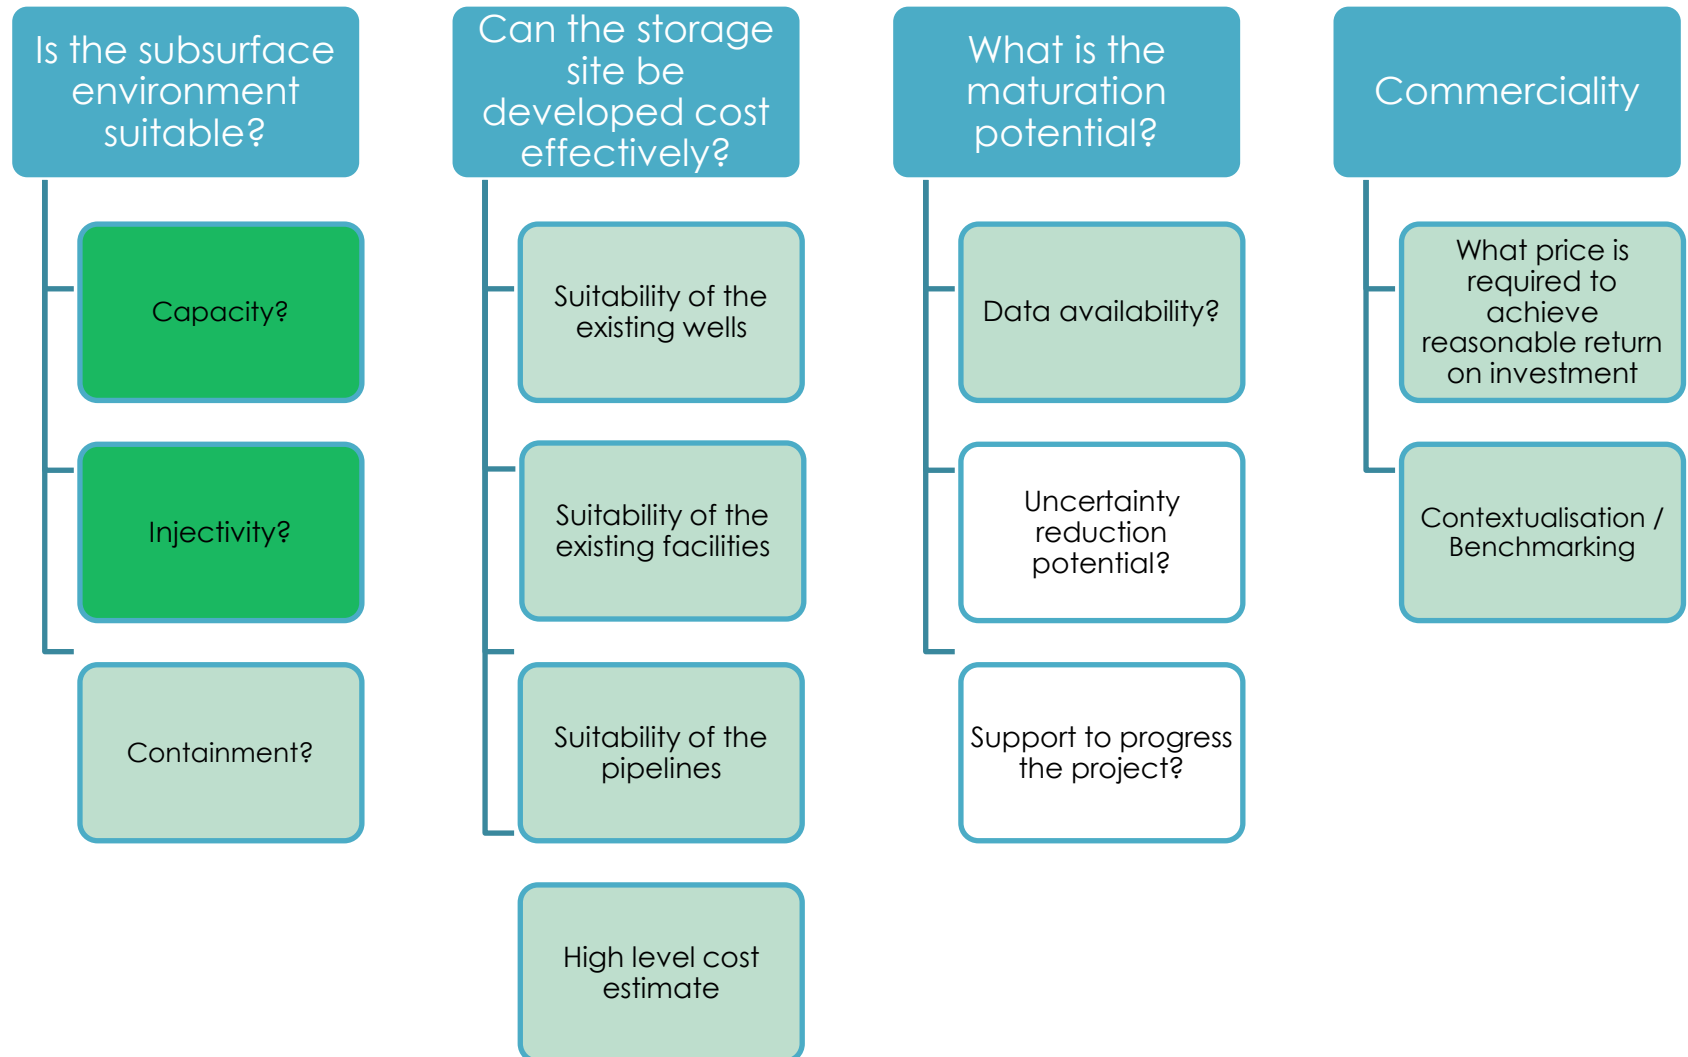 Is the subsurface
environment
suitable?
Capacity?
Injectivity?
Containment?
Can the storage
site be
developed cost
effectively?
Suitability of the
existing wells
Suitability of the
existing facilities
Suitability of the
pipelines
High level cost
estimate
What is the
maturation
potential?
Data availability?
Uncertainty
reduction
potential?
Support to progress
the project?
Commerciality
What price is
required to
achieve
reasonable return
on investment
Contextualisation /
Benchmarking